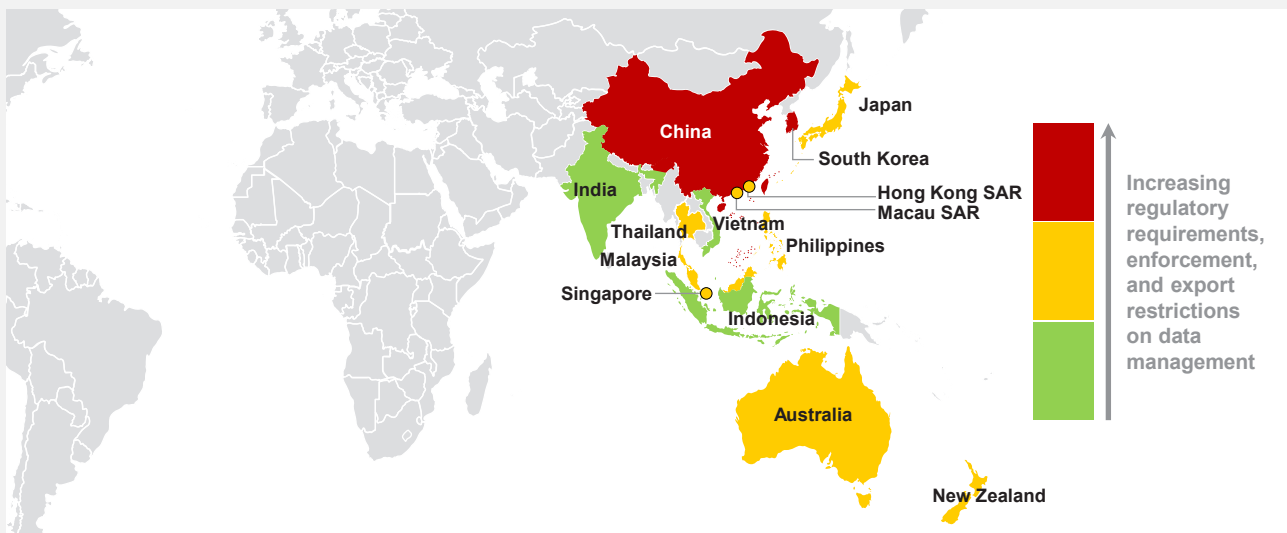 Japan
China
South Korea
India
Hong Kong SAR
Macau SAR
Vietnam
Thailand
Philippines
Malaysia
Singapore
Indonesia
Australia
New Zealand
Increasing
regulatory
requirements,
enforcement,
and export
restrictions
on data
management